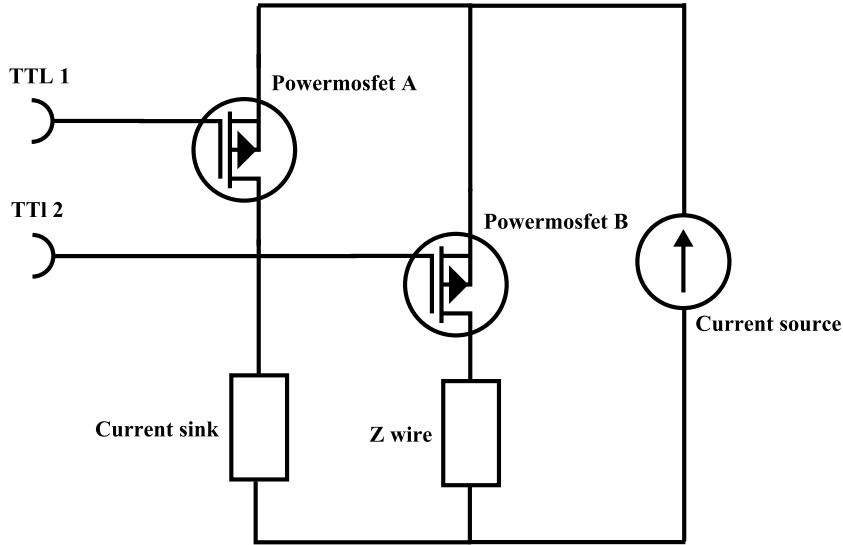 TTL 1
Powermosfet A
TTl 2
Powermosfet B
Current source
Current sink
Z wire